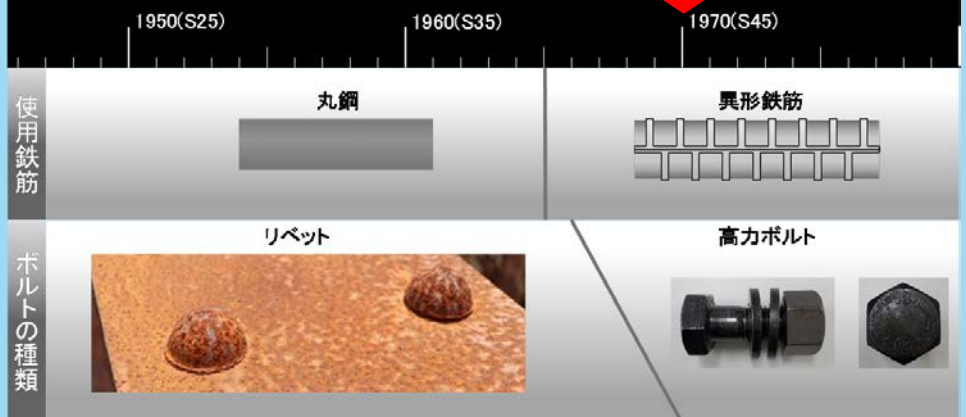 1950(S25)
1960(S35)
1970(S45)
使用鉄筋
丸鋼
異形鉄筋
ボルトの種類
リベット
高力ボルト